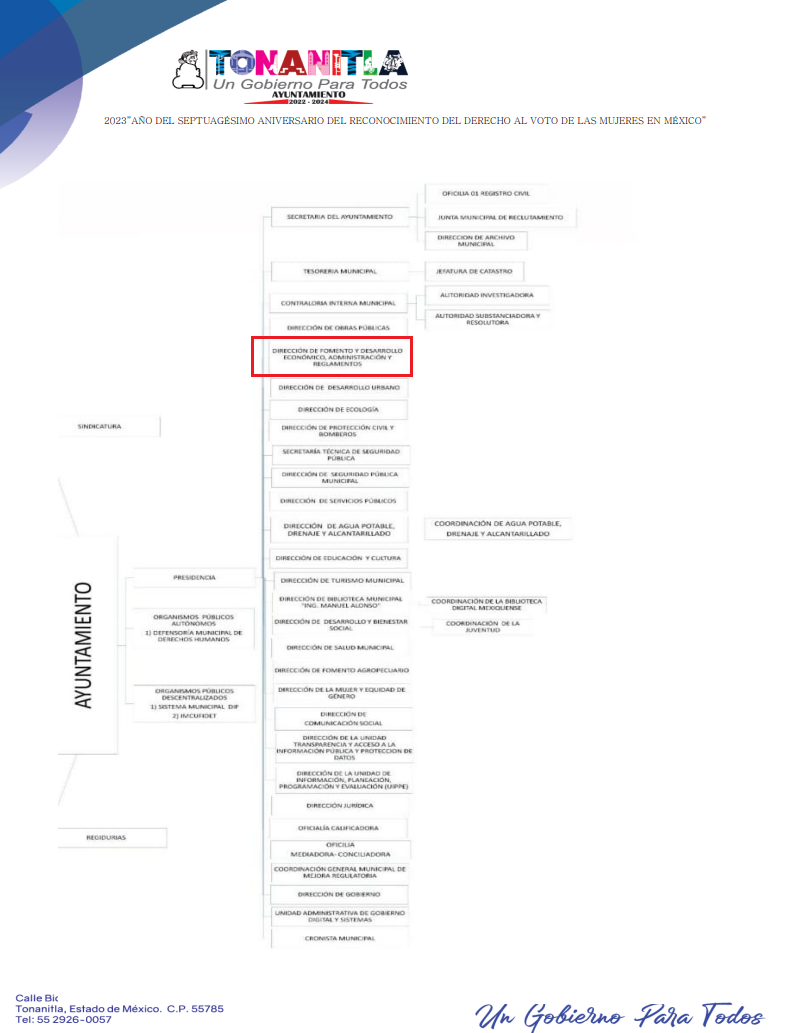 TONANITLA
Un Gobierno Para Todos
AYUNTAMIENTO
2022 - 2024
2023"AÑO DEL SEPTUAGÉSIMO ANIVERSARIO DEL RECONOCIMIENTO DEL DERECHO AL VOTO DE LAS MUJERES EN MÉXICO"
OFICILIA 01 REGISTRO CIVIL
SECRETARIA DEL AYUNTAMIENTO
JUNTA MUNICIPAL DE RECLUTAMIENTO
DIRECCION DE ARCHIVO
MUNICIPAL
TESORERIA MUNICIPAL
JEFATURA DE CATASTRO
CONTRALORIA INTERNA MUNICIPAL
AUTORIDAD INVESTIGADORA
AUTORIDAD SUBSTANCIADORA Y
RESOLUTORA
DIRECCIÓN DE OBRAS PÚBLICAS
DIRECCIÓN DE FOMENTO Y DESARROLLO
ECONÓMICO, ADMINISTRACIÓN Y
REGLAMENTOS
DIRECCIÓN DE DESARROLLO URBANO
DIRECCIÓN DE ECOLOGÍA
SINDICATURA
DIRECCIÓN DE PROTECCIÓN CIVIL Y
BOMBEROS
SECRETARÍA TÉCNICA DE SEGURIDAD
PÚBLICA
DIRECCIÓN DE SEGURIDAD PÚBLICA
MUNICIPAL
DIRECCIÓN DE SERVICIOS PÚBLICOS
DIRECCIÓN DE AGUA POTABLE,
DRENAJE Y ALCANTARILLADO
COORDINACIÓN DE AGUA POTABLE,
DRENAJE Y ALCANTARILLADO
DIRECCIÓN DE EDUCACIÓN Y CULTURA
AYUNTAMIENTO
PRESIDENCIA
DIRECCIÓN DE TURISMO MUNICIPAL
DIRECCIÓN DE BIBLIOTECA MUNICIPAL
"ING. MANUEL ALONSO"
COORDINACIÓN DE LA BIBLIOTECA
DIGITAL MEXIQUENSE
ORGANISMOS PÚBLICOS
AUTÓNOMOS
1) DEFENSORÍA MUNICIPAL DE
DERECHOS HUMANOS
DIRECCIÓN DE DESARROLLO Y BIENESTAR
SOCIAL
COORDINACIÓN DE LA
JUVENTUD
DIRECCIÓN DE SALUD MUNICIPAL
DIRECCIÓN DE FOMENTO AGROPECUARIO
ORGANISMOS PÚBLICOS
DESCENTRALIZADOS
1) SISTEMA MUNICIPAL DIF
2) IMCUFIDET
DIRECCIÓN DE LA MUJER Y EQUIDAD DE
GÉNERO
DIRECCIÓN DE
COMUNICACIÓN SOCIAL
DIRECCIÓN DE LA UNIDAD
TRANSPARENCIA Y ACCESO A LA
INFORMACIÓN PÚBLICA Y PROTECCIÓN DE
DATOS
DIRECCIÓN DE LA UNIDAD DE
INFORMACIÓN, PLANEACIÓN,
PROGRAMACIÓN Y EVALUACIÓN (UIPPE)
DIRECCIÓN JURÍDICA
REGIDURIAS
OFICIALÍA CALIFICADORA
OFICILIA
MEDIADORA- CONCILIADORA
COORDINACIÓN GENERAL MUNICIPAL DE
MEJORA REGULATORIA
DIRECCIÓN DE GOBIERNO
UNIDAD ADMINISTRATIVA DE GOBIERNO
DIGITAL Y SISTEMAS
CRONISTA MUNICIPAL
Calle
Tonanitla, Estado de México. C.P. 55785
Tel: 55 2926-0057
Un Gobierno Para Todos